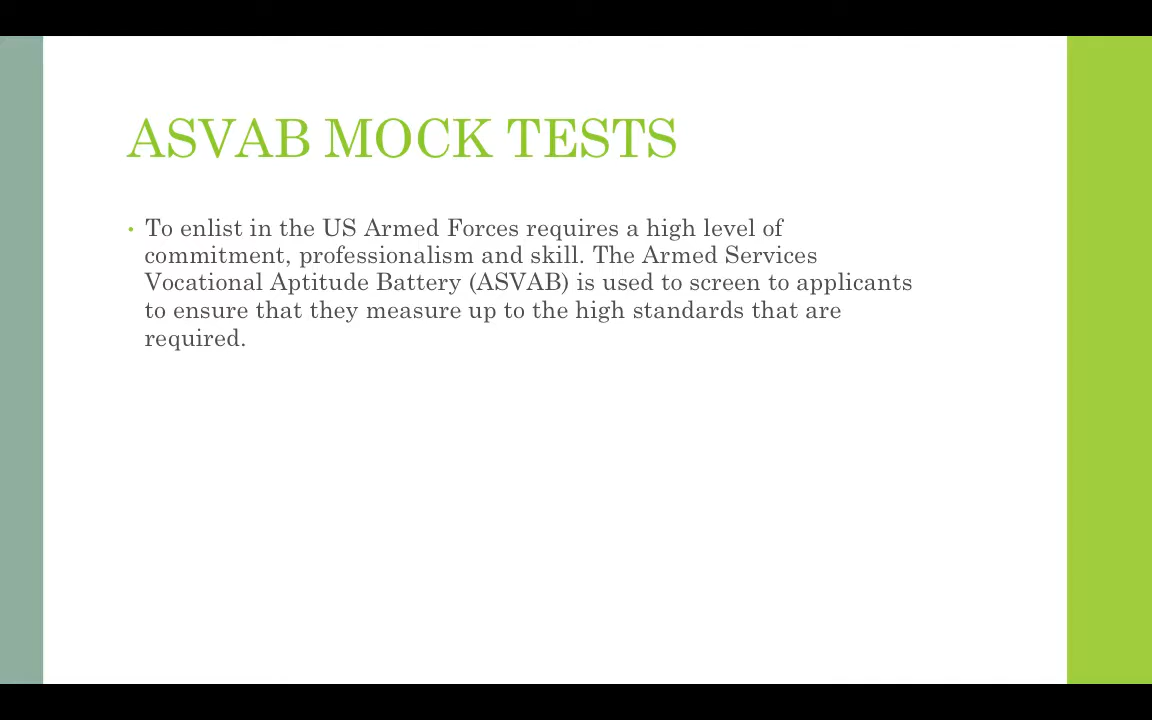 ASVAB MOCK TESTS
• To enlist in the US Armed Forces requires a high level of
commitment, professionalism and skill. The Armed Services
Vocational Aptitude Battery (ASVAB) is used to screen to applicants
to ensure that they measure up to the high standards that are
required.